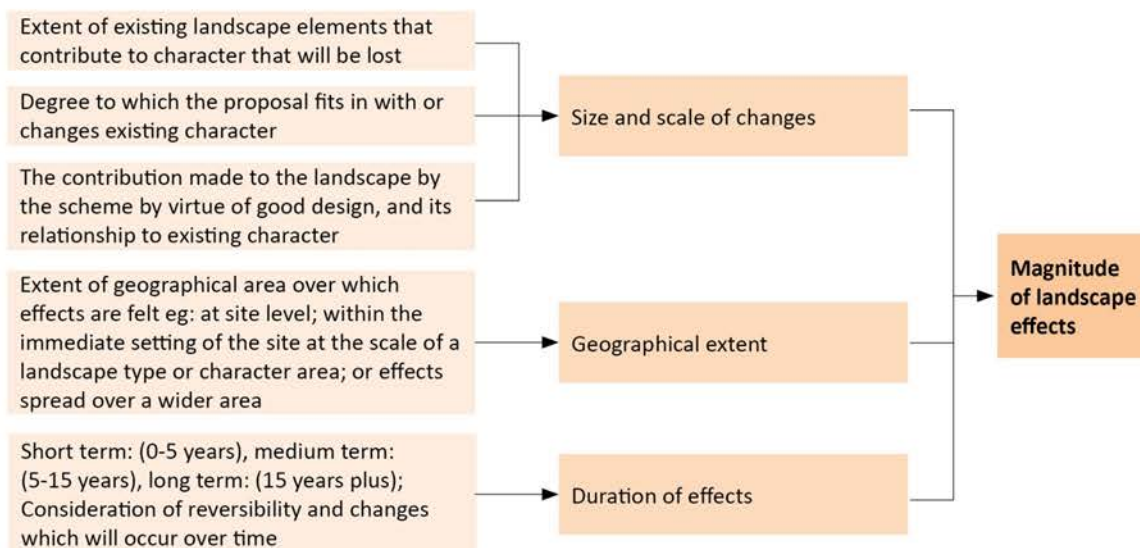 Extent of existing landscape elements that
contribute to character that will be lost
Degree to which the proposal fits in with or
changes existing character
The contribution made to the landscape by
the scheme by virtue of good design, and its
relationship to existing character
Size and scale of changes
Extent of geographical area over which
effects are felt eg: at site level; within the
immediate setting of the site at the scale of a
landscape type or character area; or effects
spread over a wider area
Geographical extent
Short term: (0-5 years), medium term:
(5-15 years), long term: (15 years plus);
Consideration of reversibility and changes
which will occur over time
Duration of effects
Magnitude
of landscape
effects